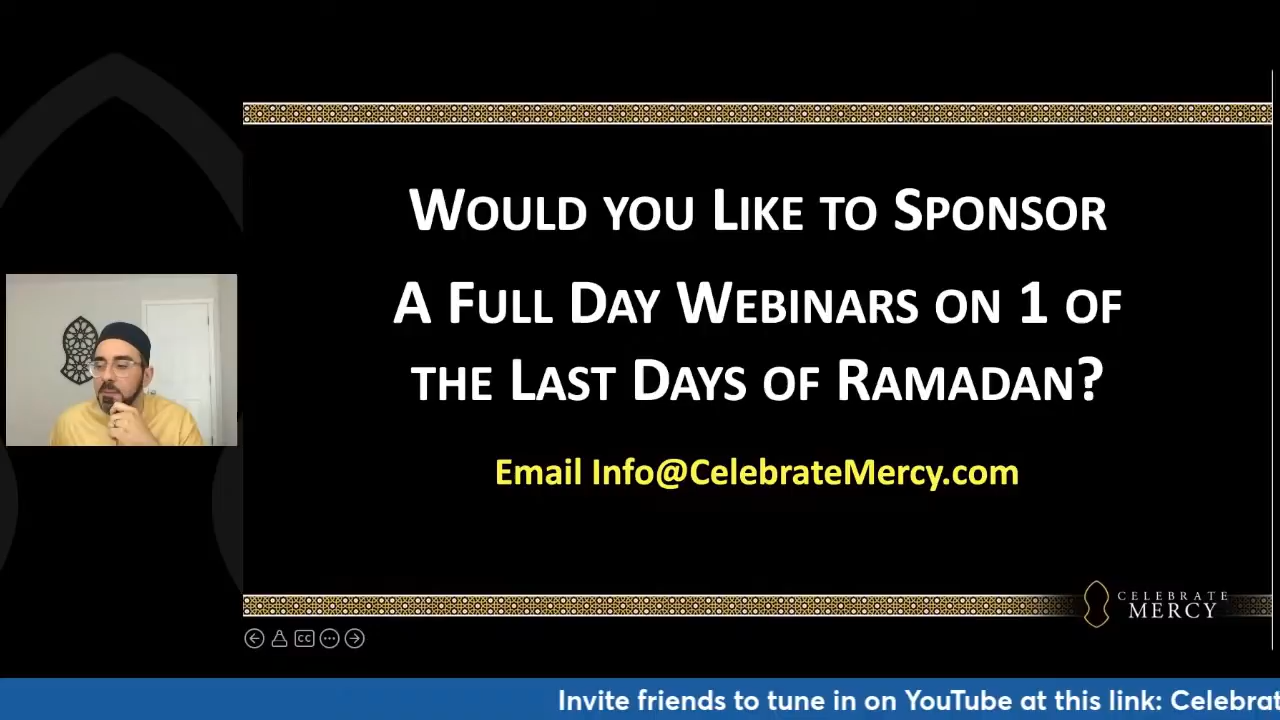 Would you Like to Sponsor
A Full Day Webinars on 1 of
the Last Days of Ramadan?
Email Info@CelebrateMercy.com
CELEBRATE
MERCY
CC
Invite friends to tune in on YouTube at this link: Celebrat